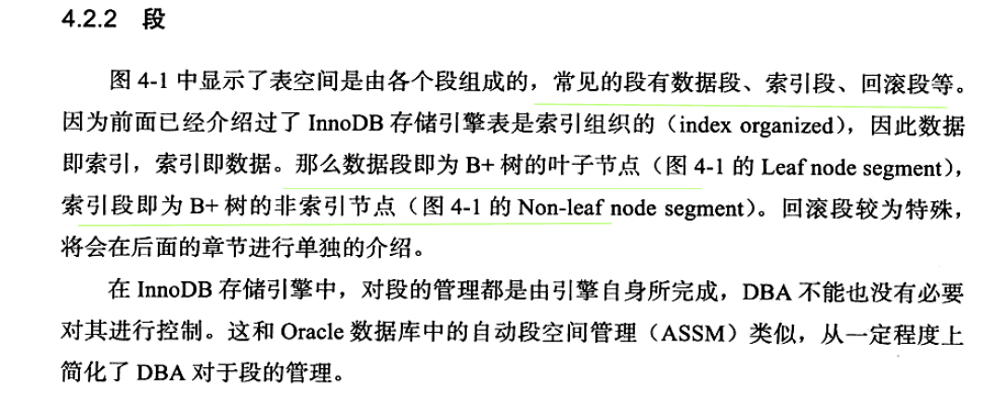 4.2.2 段
图 4-1 中显示了表空间是由各个段组成的，常见的段有数据段、索引段、回滚段等。
因为前面已经介绍过了 InnoDB 存储引擎表是索引组织的（index organized），因此数据
即索引，索引即数据。那么数据段即为 B+ 树的叶子节点（图 4-1 的 Leaf node segment），
索引段即为 B+ 树的非索引节点（图 4-1 的 Non-leaf node segment）。回滚段较为特殊，
将会在后面的章节进行单独的介绍。
在 InnoDB 存储引擎中，对段的管理都是由引擎自身所完成，DBA 不能也没有必要
对其进行控制。这和 Oracle 数据库中的自动段空间管理（ASSM）类似，从一定程度上
简化了 DBA 对于段的管理。